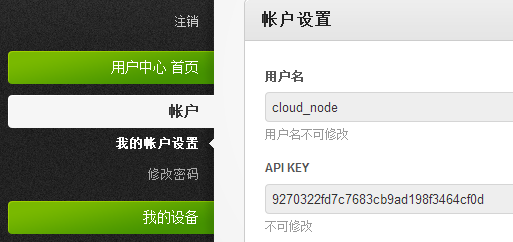 注销
用户中心 首页
帐户
我的帐户设置
修改密码
我的设备
帐户设置
用户名
cloud_node
用户名不可修改
API KEY
9270322fd7c7683cb9ad198f3464cf0d
不可修改